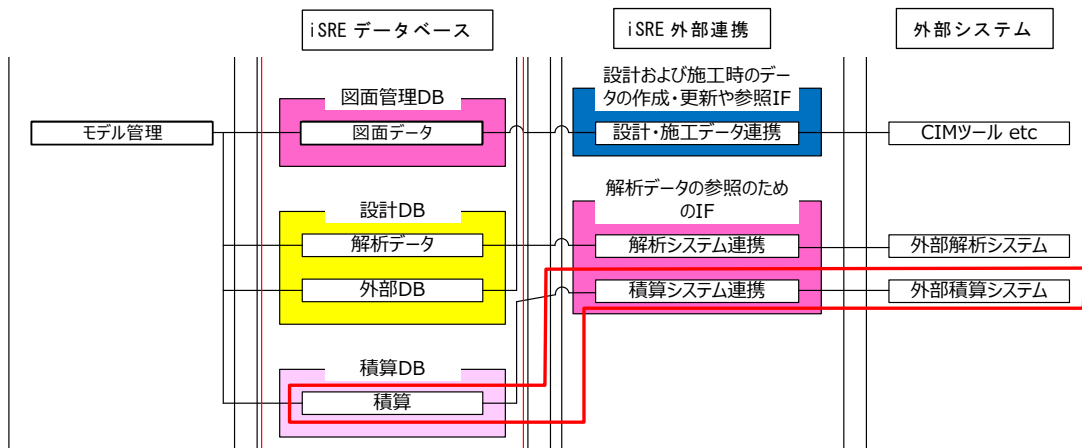 iSRE データベース
iSRE 外部連携
外部システム
設計および施工時のデー
タの作成・更新や参照IF
図面管理DB
モデル管理
図面データ
設計・施工データ連携
CIMツール etc
解析データの参照のため
のIF
設計DB
解析データ
解析システム連携
外部解析システム
外部DB
積算システム連携
外部積算システム
積算DB
積算